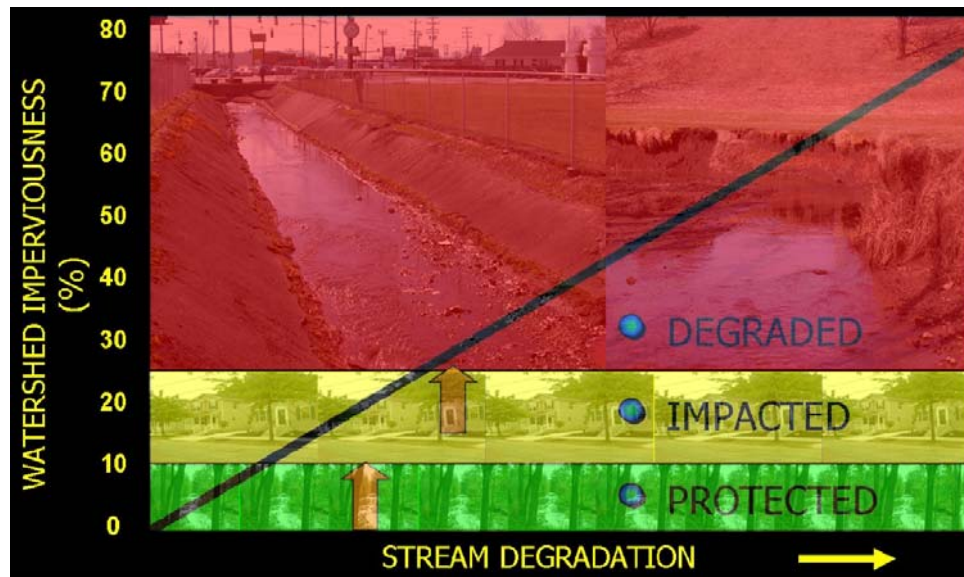 80
70
60
50
40
30
20
10
0
WATERSHED IMPERVIOUSNESS
(%)
DEGRADED
IMPACTED
PROTECTED
STREAM DEGRADATION